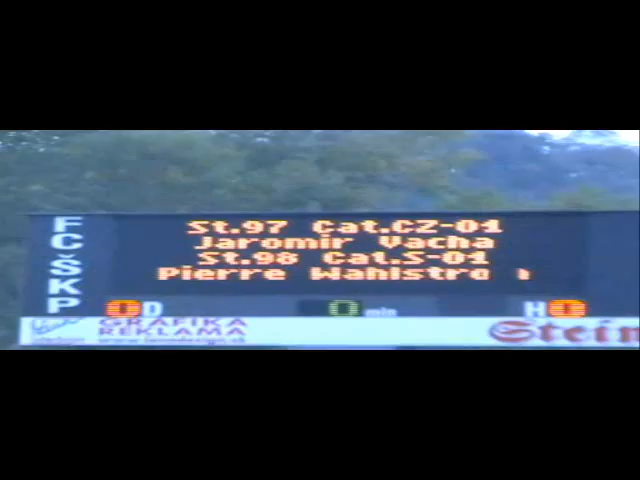 FC ŠKP
St.97 Cat.CZ-01
Jaromir Vacha
St.98 Cat.S-01
Pierre Wahlstro
0 D 0 min H 0
GRAFIKA
REKLAMA
Stein